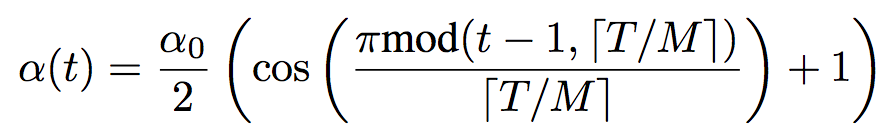 α(t) = α₀/2 (cos (πmod(t − 1, ⌈T/M⌉)/⌈T/M⌉) + 1)